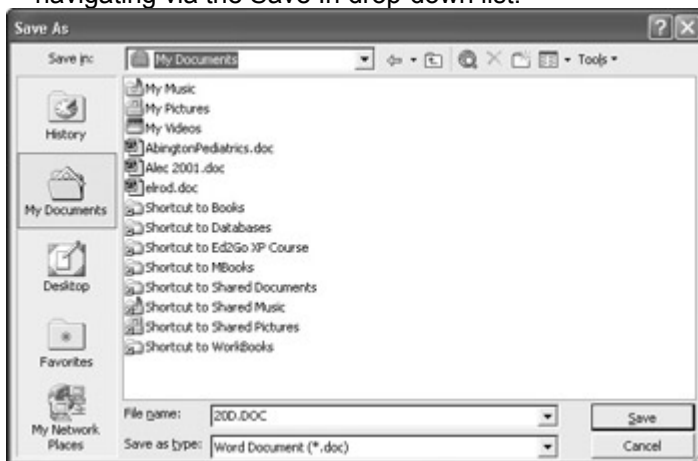 navigating via the Save in drop-down list.
Save As
Save in:
My Documents
Tools
History
My Documents
Desktop
Favorites
My Network
Places
My Music
My Pictures
My Videos
AbingtonPediatrics.doc
Alec 2001.doc
elrod.doc
Shortcut to Books
Shortcut to Databases
Shortcut to Ed2Go XP Course
Shortcut to MBooks
Shortcut to Shared Documents
Shortcut to Shared Music
Shortcut to Shared Pictures
Shortcut to WorkBooks
File name:
20D.DOC
Save
Save as type:
Word Document (*.doc)
Cancel